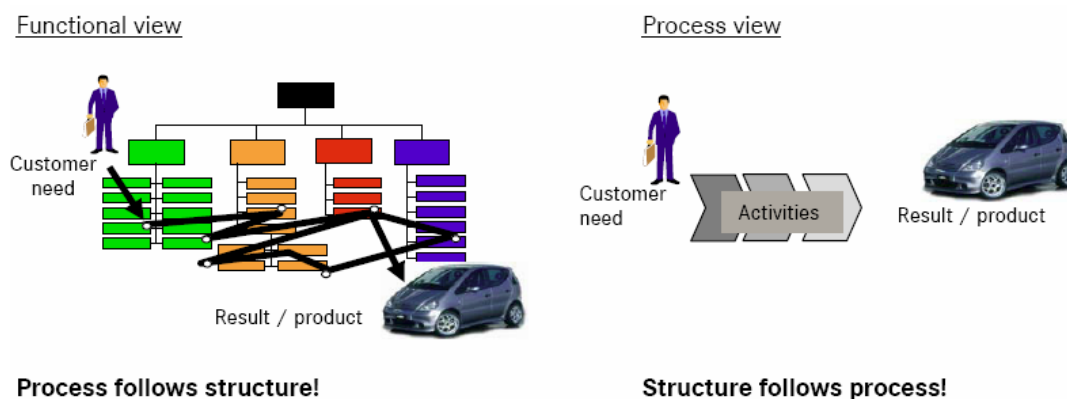 Functional view
Customer
need
Result / product
Process follows structure!
Process view
Customer
need
Activities
Result / product
Structure follows process!